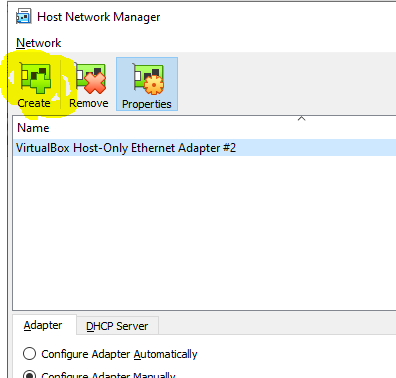 Host Network Manager
Network
Create Remove Properties
Name
VirtualBox Host-Only Ethernet Adapter #2
Adapter DHCP Server
Configure Adapter Automatically
Configure Adapter Manually